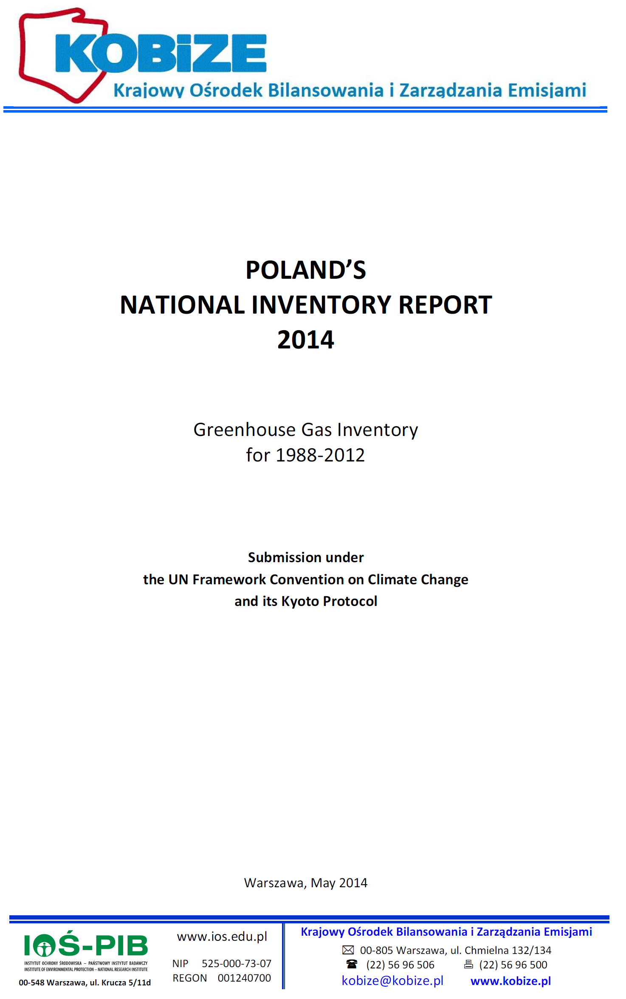 KOBiZE
Krajowy Ośrodek Bilansowania i Zarządzania Emisjami
POLAND’S
NATIONAL INVENTORY REPORT
2014
Greenhouse Gas Inventory
for 1988-2012
Submission under
the UN Framework Convention on Climate Change
and its Kyoto Protocol
Warszawa, May 2014
IOŚ-PIB
INSTYTUT OCHRONY ŚRODOWISKA – PAŃSTWOWY INSTYTUT BADAWCZY
INSTITUTE OF ENVIRONMENTAL PROTECTION – NATIONAL RESEARCH INSTITUTE
00-548 Warszawa, ul. Krucza 5/11d
www.ios.edu.pl
NIP 525-000-73-07
REGON 001240700
Krajowy Ośrodek Bilansowania i Zarządzania Emisjami
00-805 Warszawa, ul. Chmielna 132/134
(22) 56 96 506 (22) 56 96 500
kobize@kobize.pl www.kobize.pl